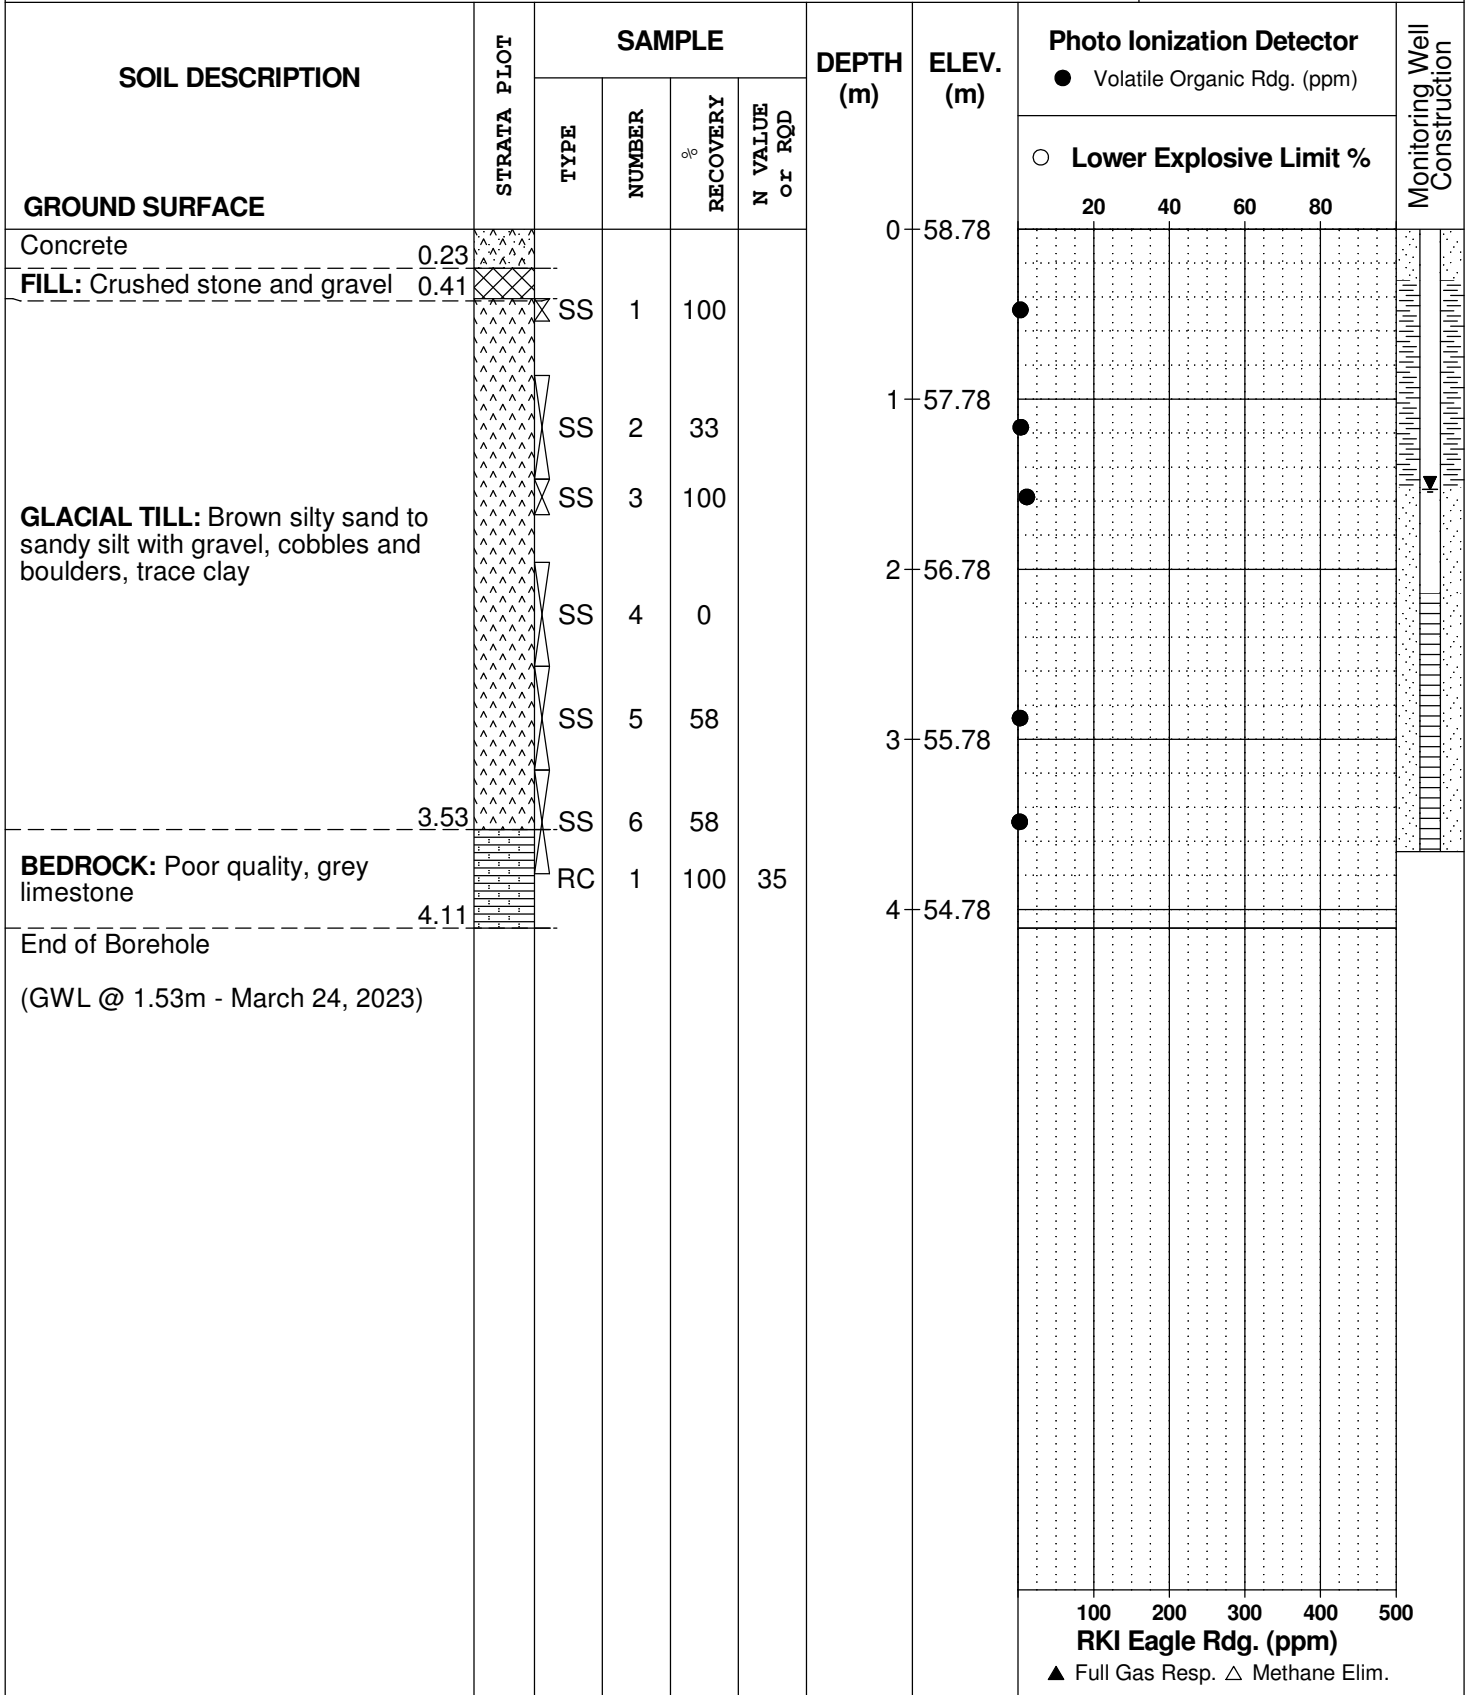 SOIL DESCRIPTION
GROUND SURFACE
STRATA PLOT
SAMPLE
TYPE
NUMBER
% RECOVERY
N VALUE
or RQD
DEPTH
(m)
ELEV.
(m)
Photo Ionization Detector
● Volatile Organic Rdg. (ppm)
○ Lower Explosive Limit %
20 40 60 80
Monitoring Well
Construction
0 58.78
Concrete
0.23
FILL: Crushed stone and gravel 0.41
SS 1 100
1 57.78
SS 2 33
SS 3 100
GLACIAL TILL: Brown silty sand to
sandy silt with gravel, cobbles and
boulders, trace clay
2 56.78
SS 4 0
SS 5 58
3 55.78
3.53
SS 6 58
BEDROCK: Poor quality, grey
limestone
RC 1 100 35
4.11
4 54.78
End of Borehole
(GWL @ 1.53m - March 24, 2023)
100 200 300 400 500
RKI Eagle Rdg. (ppm)
▲ Full Gas Resp. △ Methane Elim.